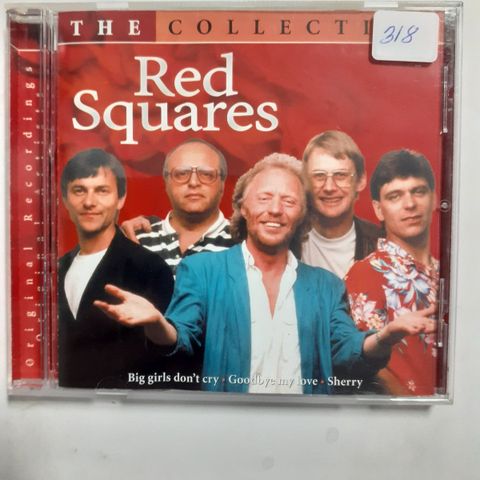 THE COLLECTI
318
Red
Squares
original Recordings
Big girls don't cry · Goodbye my love · Sherry